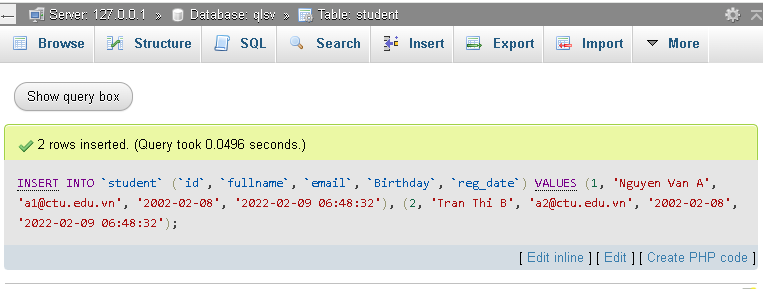 Server: 127.0.0.1 » Database: qlsv » Table: student
Browse Structure SQL Search Insert Export Import More
Show query box
2 rows inserted. (Query took 0.0496 seconds.)
INSERT INTO `student` (`id`, `fullname`, `email`, `Birthday`, `reg_date`) VALUES (1, 'Nguyen Van A',
'a1@ctu.edu.vn', '2002-02-08', '2022-02-09 06:48:32'), (2, 'Tran Thi B', 'a2@ctu.edu.vn', '2002-02-08',
'2022-02-09 06:48:32');
[ Edit inline ] [ Edit ] [ Create PHP code ]